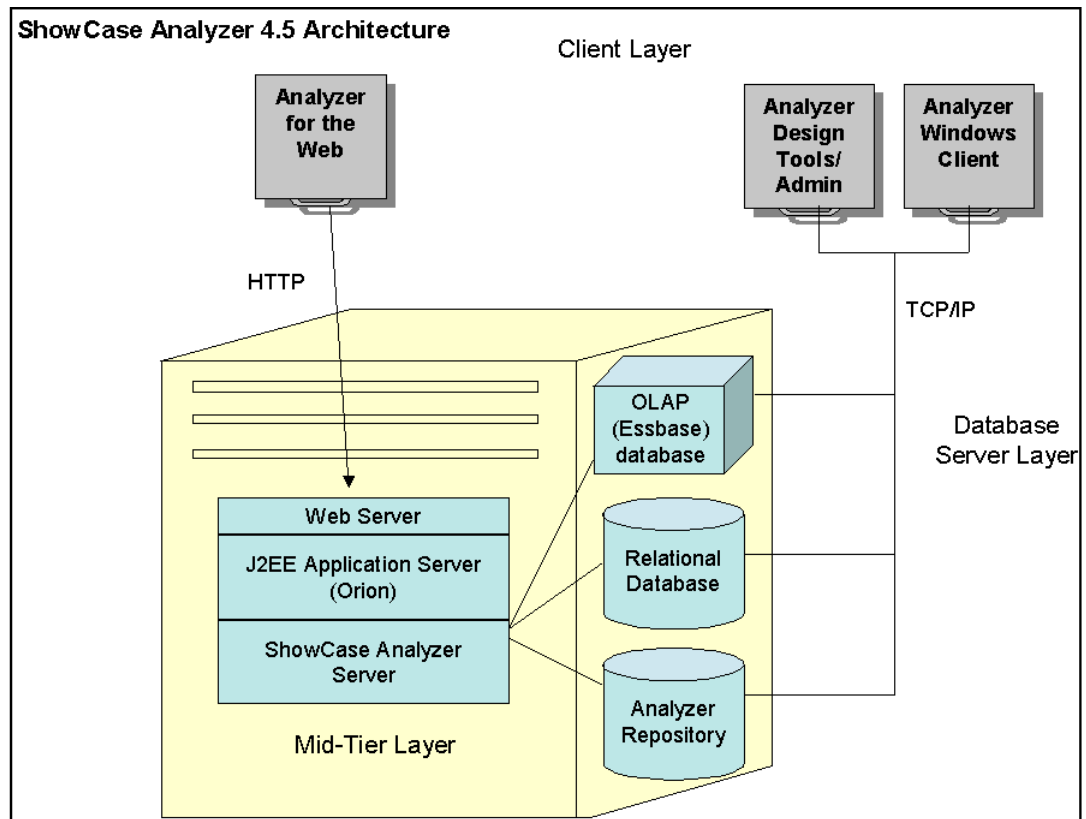 ShowCase Analyzer 4.5 Architecture
Client Layer
Analyzer
for the
Web
Analyzer
Design
Tools/
Admin
Analyzer
Windows
Client
HTTP
TCP/IP
OLAP
(Essbase)
database
Database
Server Layer
Web Server
J2EE Application Server
(Orion)
ShowCase Analyzer
Server
Relational
Database
Analyzer
Repository
Mid-Tier Layer